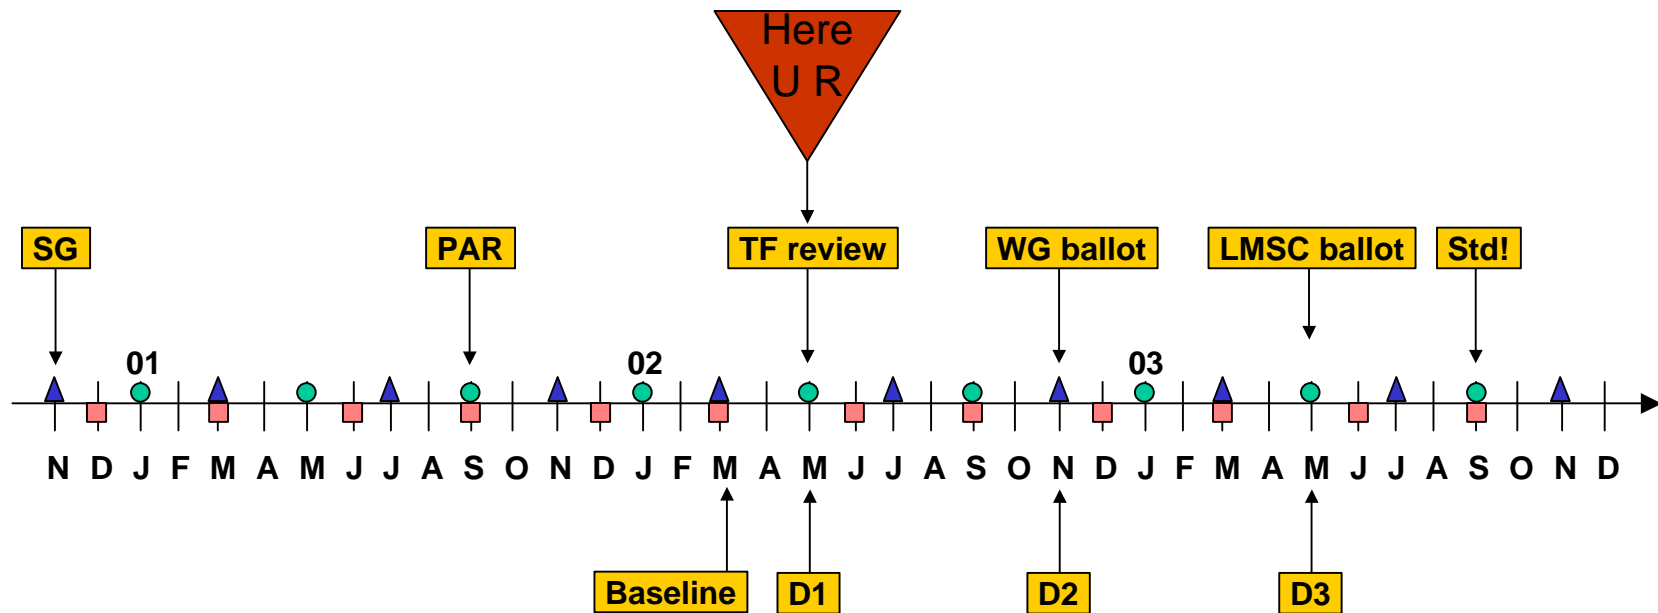 Here
U R
SG PAR TF review WG ballot LMSC ballot Std!
01 02 03
N D J F M A M J J A S O N D J F M A M J J A S O N D J F M A M J J A S O N D
Baseline D1 D2 D3